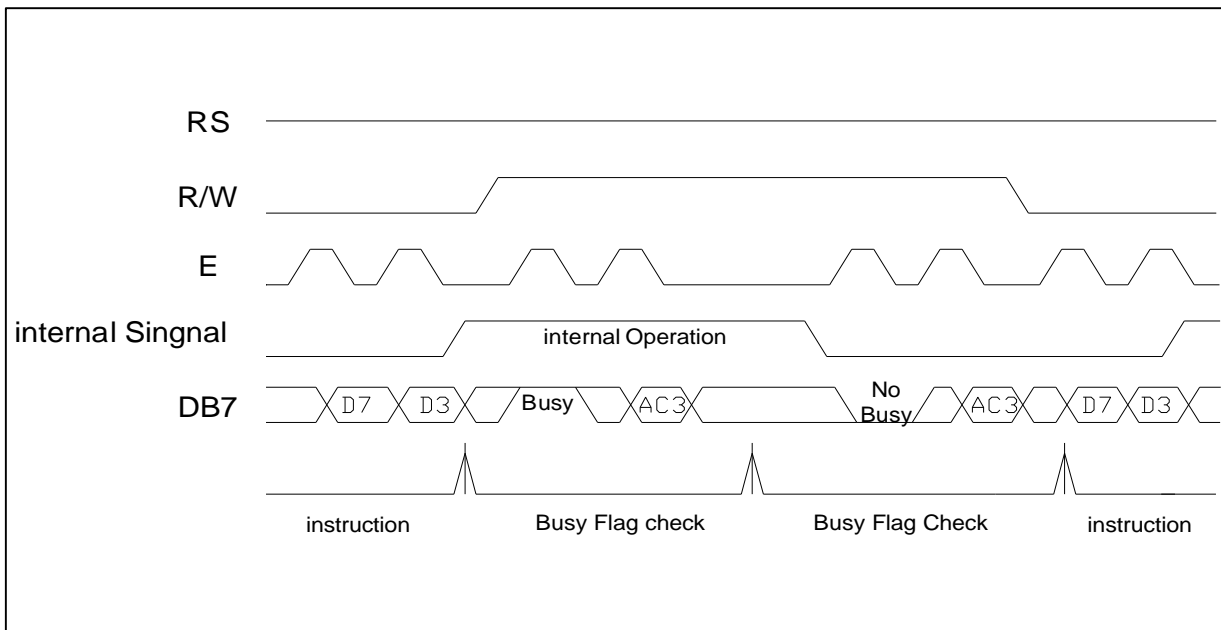 RS
R/W
E
internal Singnal
internal Operation
DB7
D7 D3 Busy AC3 No Busy AC3 D7 D3
instruction Busy Flag check Busy Flag Check instruction